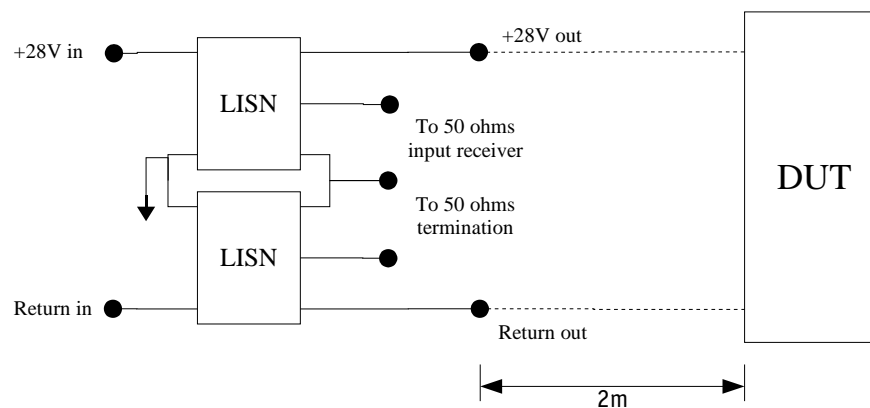 +28V in
+28V out
LISN
To 50 ohms
input receiver
DUT
To 50 ohms
termination
LISN
Return in
Return out
2m